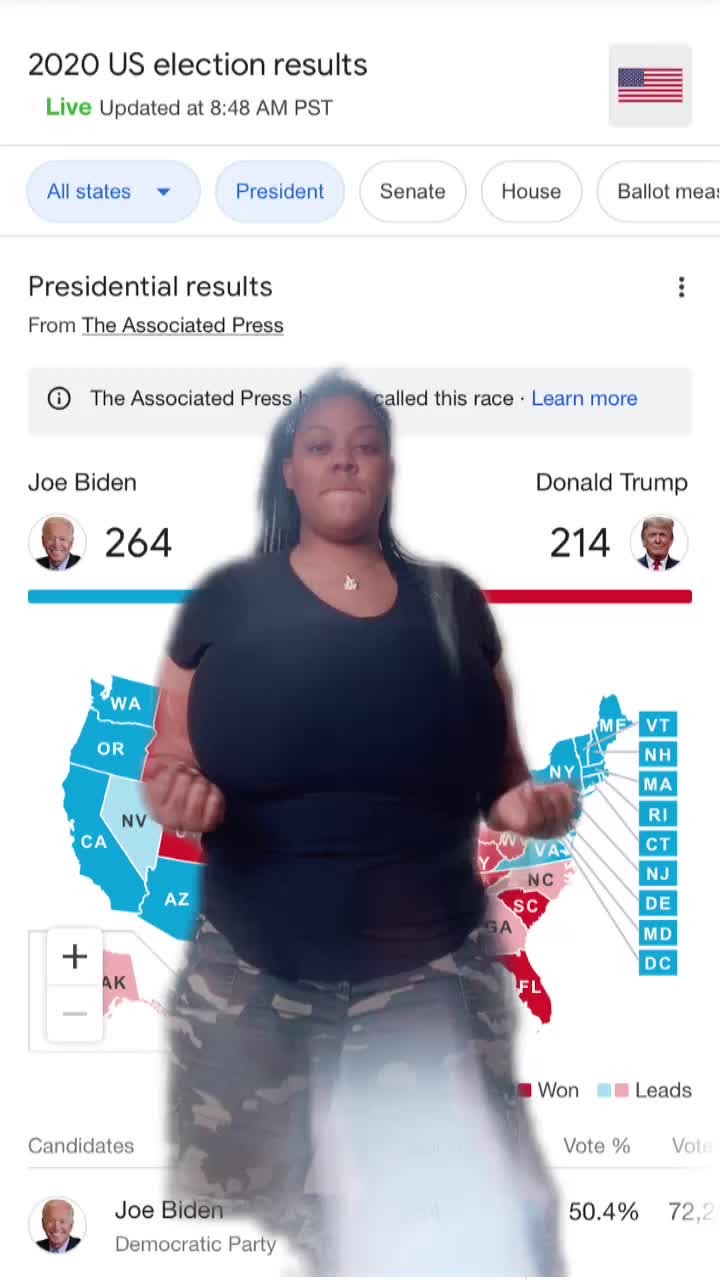 2020 US election results
Live Updated at 8:48 AM PST
All states
President
Senate
House
Ballot
Presidential results
From The Associated Press
The Associated Press called this race · Learn more
Joe Biden
Donald Trump
264
214
WA
OR
NV
CA
AZ
AK
ME
NY
VA
NC
SC
GA
FL
VT
NH
MA
RI
CT
NJ
DE
MD
DC
+
−
Won
Leads
Candidates
Vote %
Vote
Joe Biden
50.4%
72,2
Democratic Party